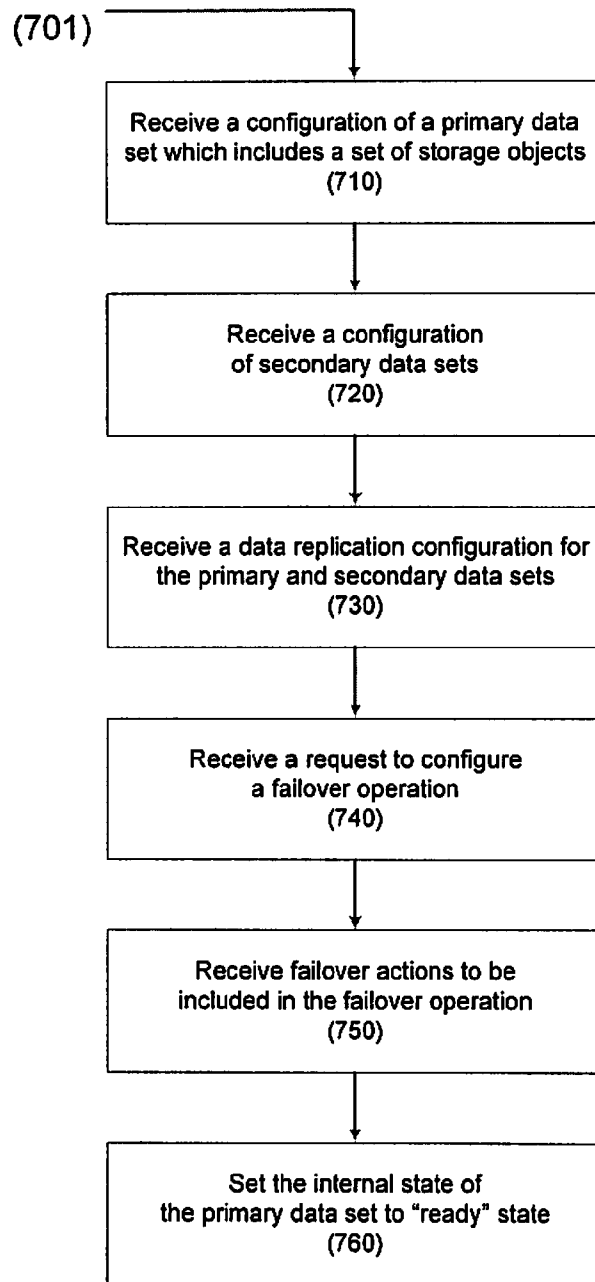 (701)
Receive a configuration of a primary data
set which includes a set of storage objects
(710)
Receive a configuration
of secondary data sets
(720)
Receive a data replication configuration for
the primary and secondary data sets
(730)
Receive a request to configure
a failover operation
(740)
Receive failover actions to be
included in the failover operation
(750)
Set the internal state of
the primary data set to “ready” state
(760)